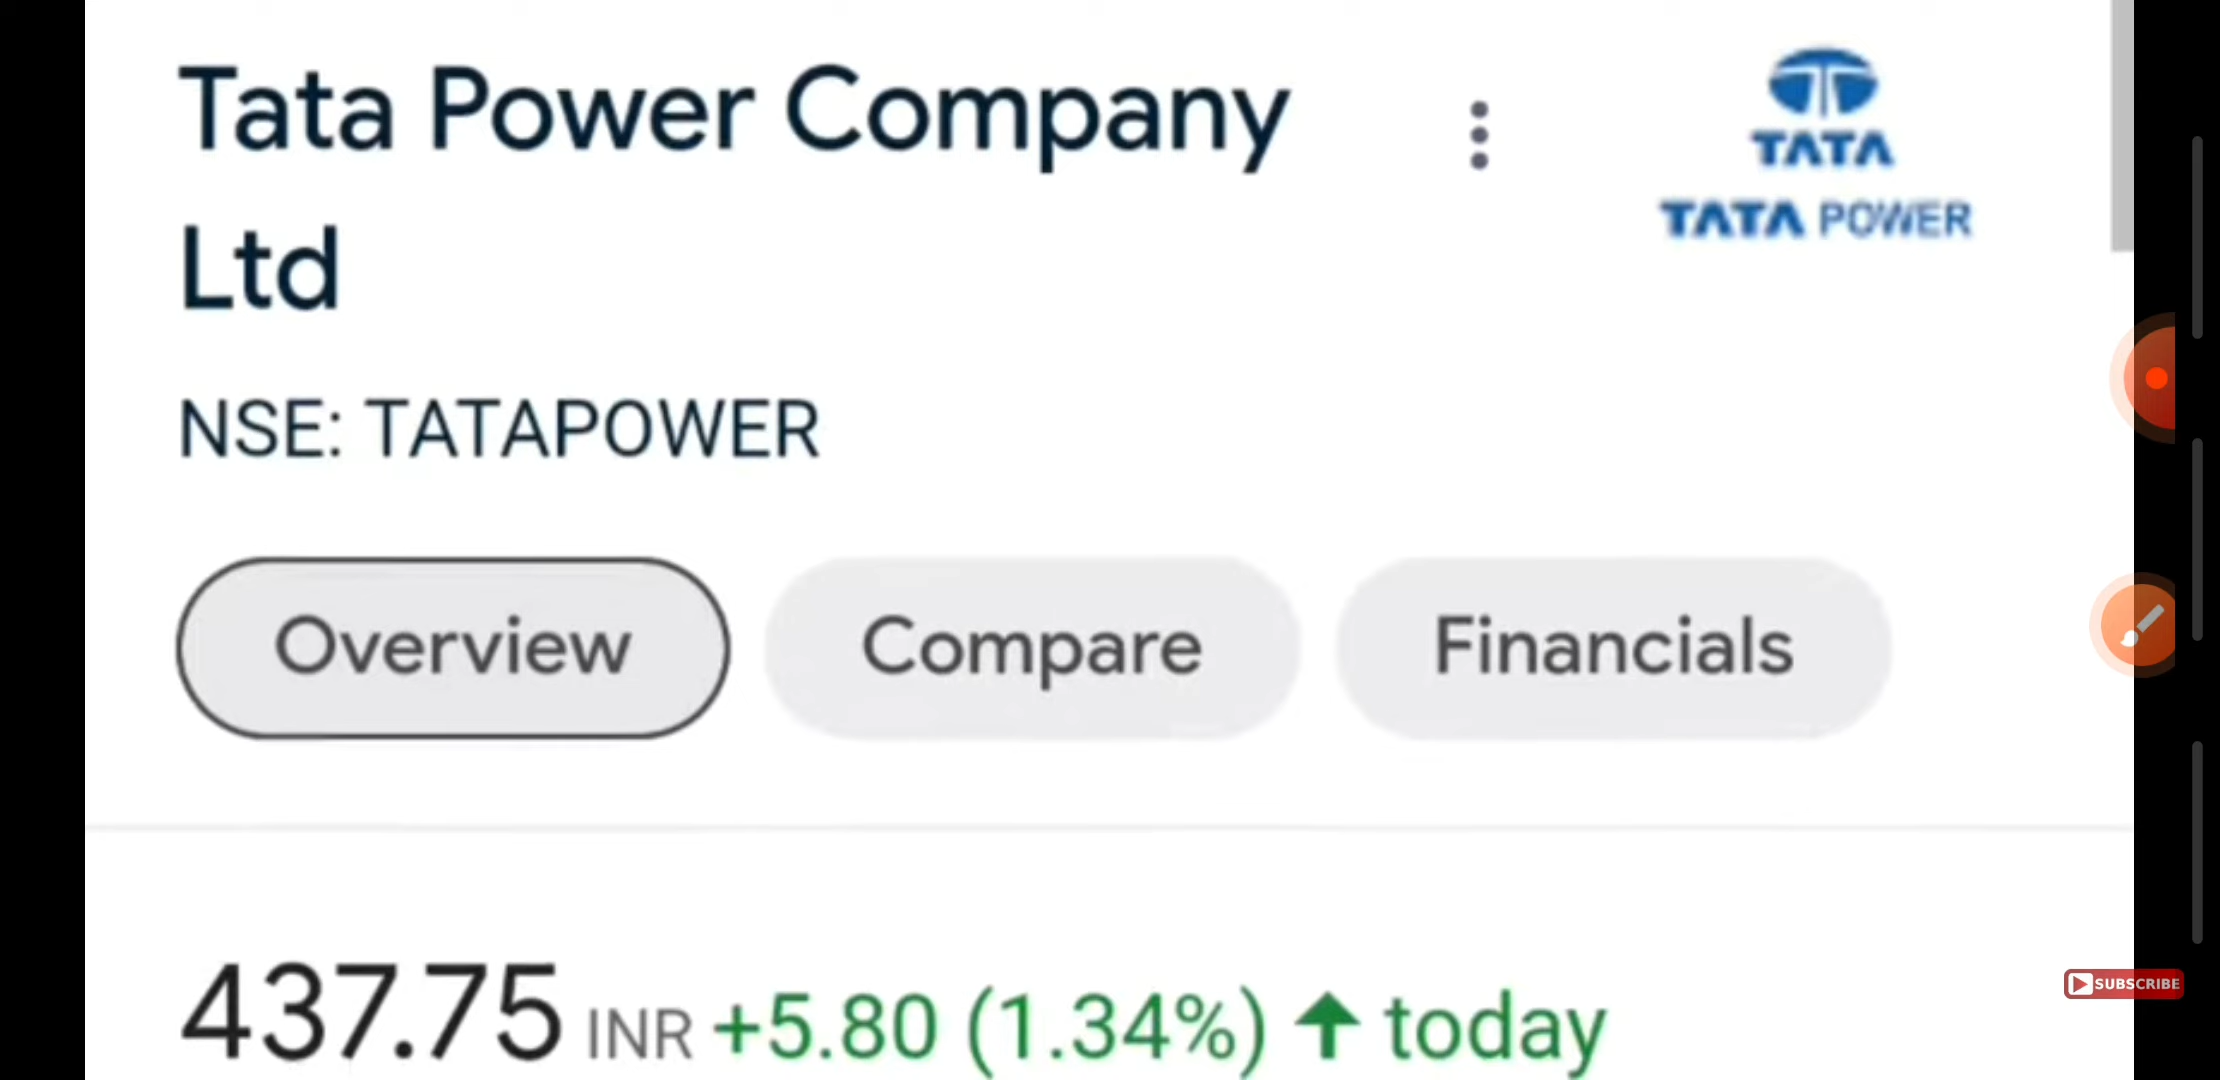 Tata Power Company
Ltd
TATA
TATA POWER
NSE: TATAPOWER
Overview
Compare
Financials
437.75 INR +5.80 (1.34%) ↑ today
SUBSCRIBE